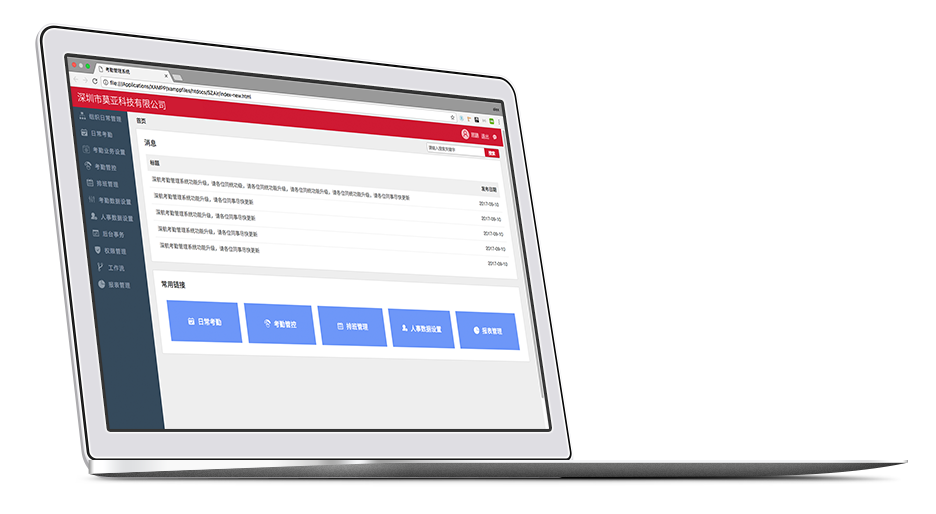 考勤管理系统
file:///Applications/XAMPP/xamppfiles/htdocs/SZAir/index-new.html
深圳市莫亚科技有限公司
退出
组织日常管理
日常考勤
考勤业务设置
考勤管控
排班管理
考勤数据设置
人事数据设置
后台事务
权限管理
工作流
报表管理
首页
请输入搜索关键字
搜索
消息
标题
发布日期
深航考勤管理系统功能升级，请各位同统功级，请各位同统功能升级，请各位同统功能升级，请各位同统功能升级，请各位同事尽快更新
2017-09-10
深航考勤管理系统功能升级，请各位同事尽快更新
2017-09-10
深航考勤管理系统功能升级，请各位同事尽快更新
2017-09-10
深航考勤管理系统功能升级，请各位同事尽快更新
2017-09-10
深航考勤管理系统功能升级，请各位同事尽快更新
2017-09-10
常用链接
日常考勤
考勤管控
排班管理
人事数据设置
报表管理